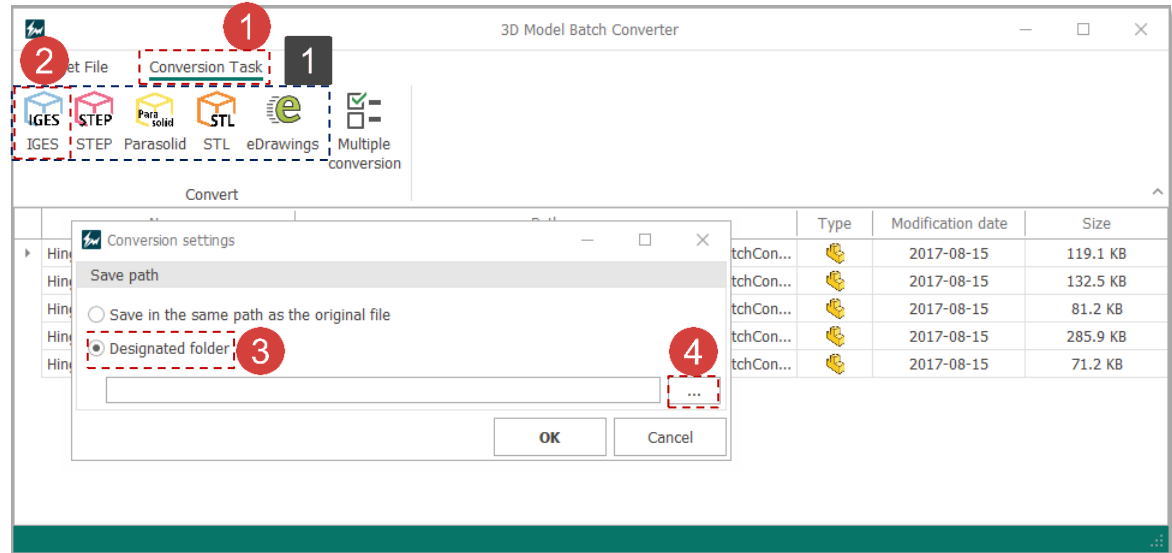 3D Model Batch Converter
1
2
et File
Conversion Task
1
IGES
STEP
Para
solid
STL
e
IGES
STEP
Parasolid
STL
eDrawings
Multiple
conversion
Convert
Type
Modification date
Size
Conversion settings
Hin
tchCon...
2017-08-15
119.1 KB
Save path
Hin
tchCon...
2017-08-15
132.5 KB
Save in the same path as the original file
Hin
tchCon...
2017-08-15
81.2 KB
Hin
tchCon...
2017-08-15
285.9 KB
Designated folder
3
4
Hin
tchCon...
2017-08-15
71.2 KB
...
OK
Cancel